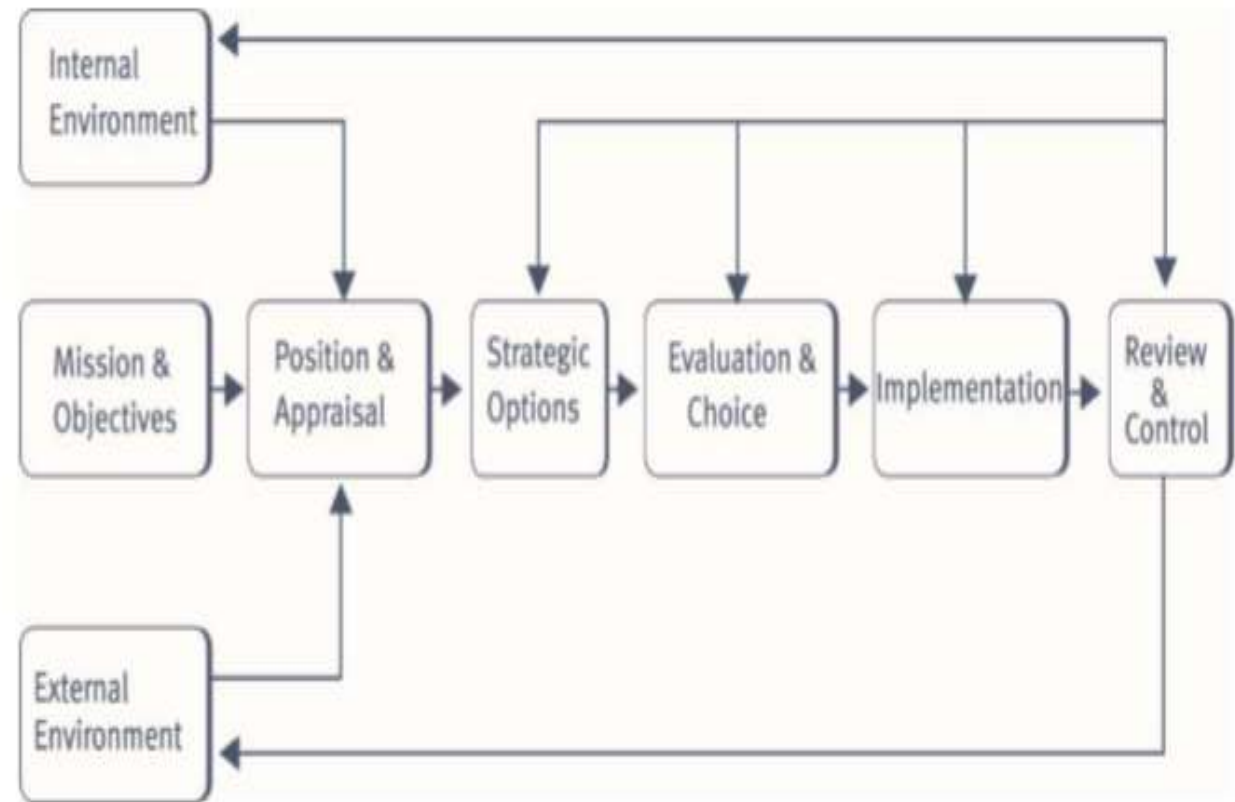 Internal
Environment
Mission &
Objectives
Position &
Appraisal
Strategic
Options
Evaluation &
Choice
Implementation
Review
&
Control
External
Environment